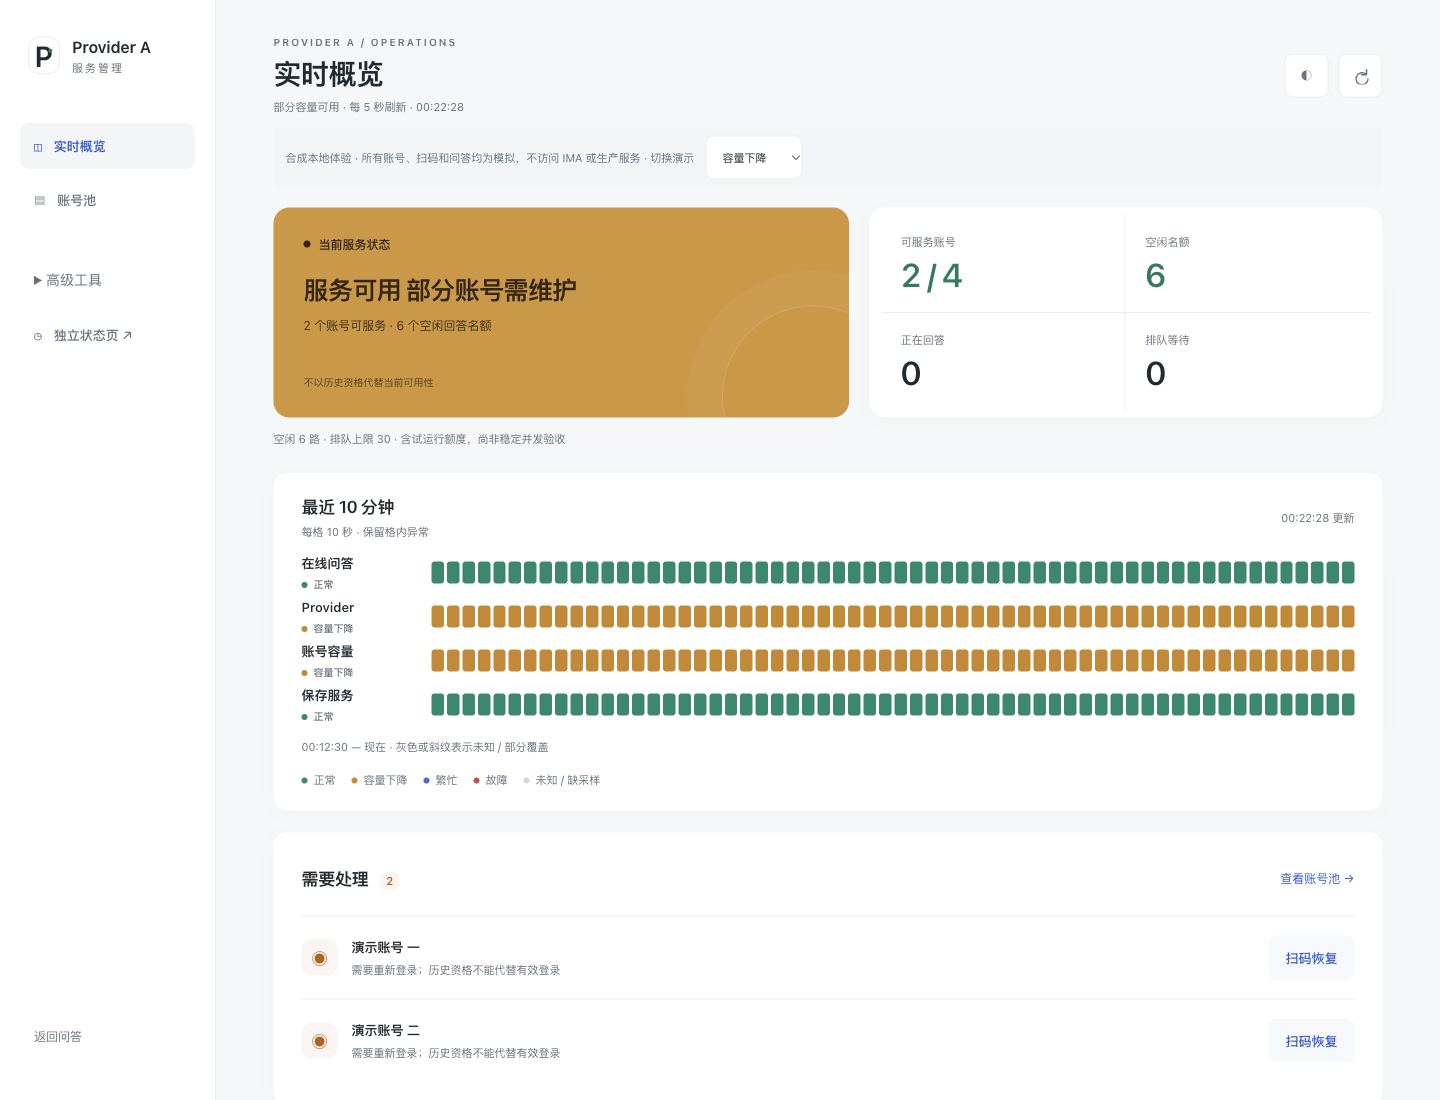 P
Provider A
服务管理
实时概览
账号池
高级工具
独立状态页 ↗
返回问答
PROVIDER A / OPERATIONS
实时概览
部分容量可用 · 每 5 秒刷新 · 00:22:28
合成本地体验 · 所有账号、扫码和问答均为模拟，不访问 IMA 或生产服务 · 切换演示
容量下降
当前服务状态
服务可用 部分账号需维护
2 个账号可服务 · 6 个空闲回答名额
不以历史资格代替当前可用性
可服务账号
2 / 4
空闲名额
6
正在回答
0
排队等待
0
空闲 6 路 · 排队上限 30 · 含试运行额度，尚非稳定并发验收
最近 10 分钟
每格 10 秒 · 保留格内异常
00:22:28 更新
在线问答
正常
Provider
容量下降
账号容量
容量下降
保存服务
正常
00:12:30 — 现在 · 灰色或斜纹表示未知 / 部分覆盖
正常 容量下降 繁忙 故障 未知 / 缺采样
需要处理 2
查看账号池 →
演示账号 一
需要重新登录；历史资格不能代替有效登录
扫码恢复
演示账号 二
需要重新登录；历史资格不能代替有效登录
扫码恢复